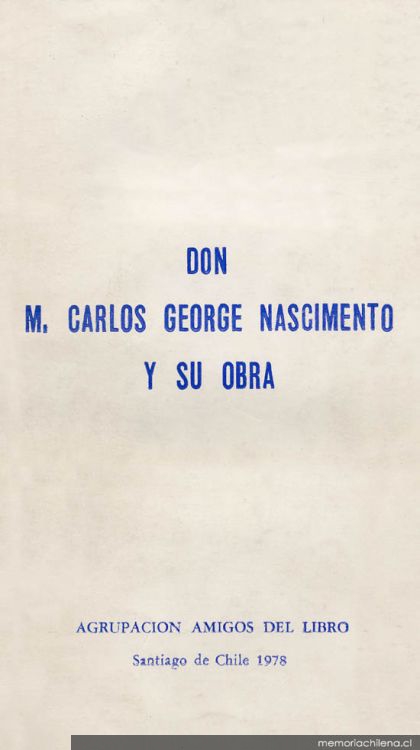 DON
M. CARLOS GEORGE NASCIMENTO
Y SU OBRA
AGRUPACION AMIGOS DEL LIBRO
Santiago de Chile 1978
memoriachilena.cl